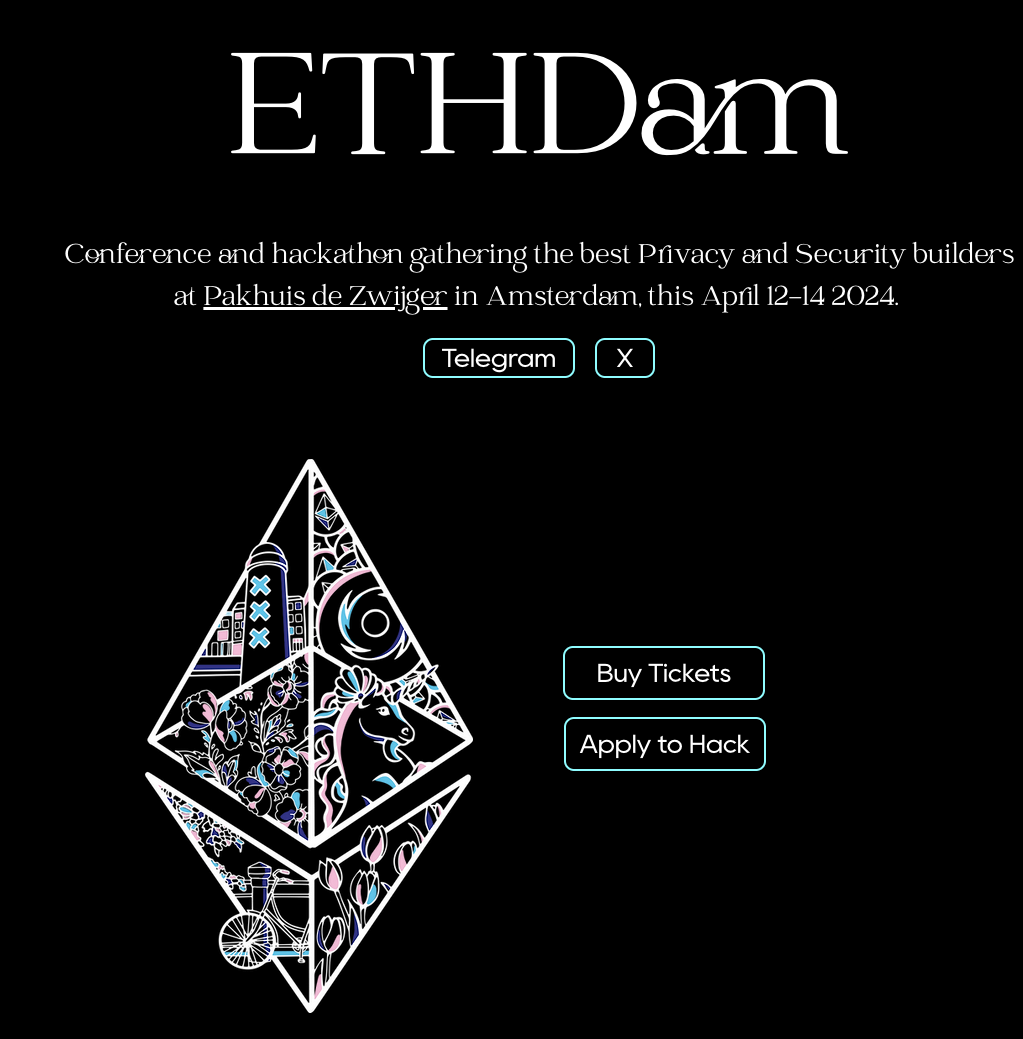 ETHDam
Conference and hackathon gathering the best Privacy and Security builders
at Pakhuis de Zwijger in Amsterdam, this April 12-14 2024.
Telegram
X
Buy Tickets
Apply to Hack